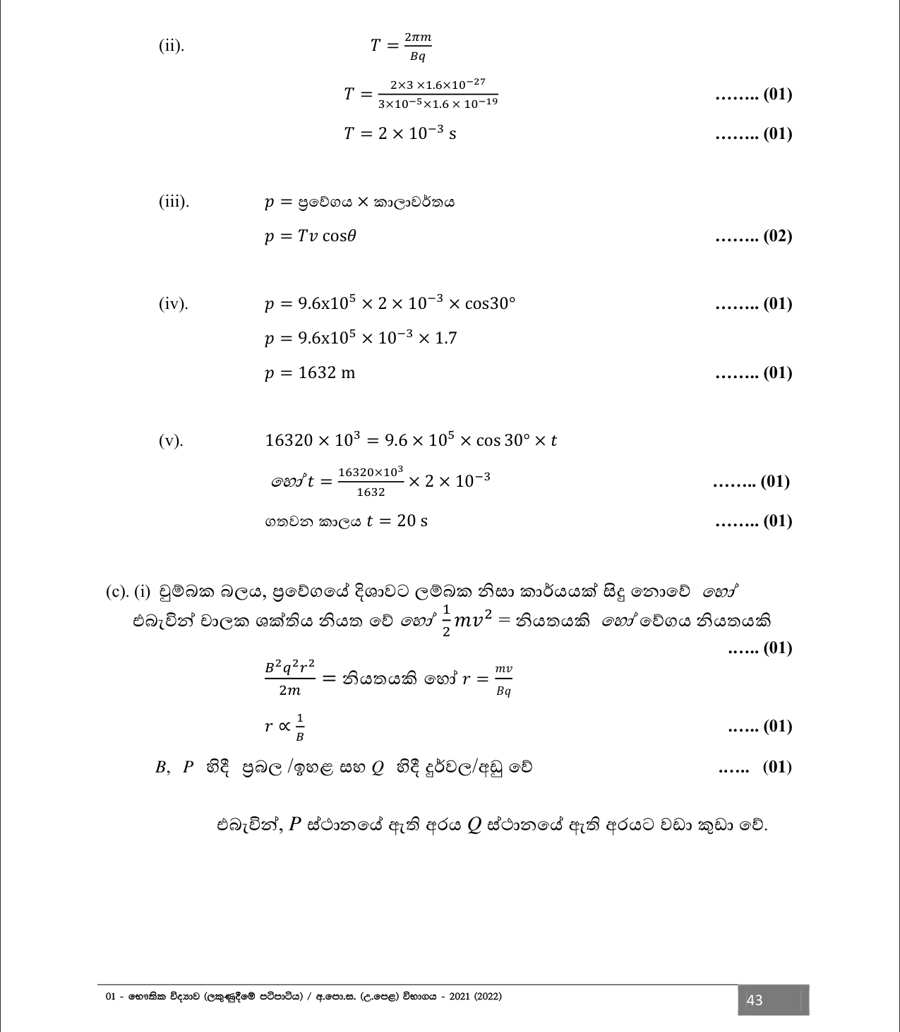 (ii). T = 2πm/Bq
T = 2×3 ×1.6×10⁻²⁷/3×10⁻⁵×1.6 × 10⁻¹⁹ …….. (01)
T = 2 × 10⁻³ s …….. (01)
(iii). p = ප්‍රවේගය × කාලාවර්තය
p = Tv cosθ …….. (02)
(iv). p = 9.6x10⁵ × 2 × 10⁻³ × cos30° …….. (01)
p = 9.6x10⁵ × 10⁻³ × 1.7
p = 1632 m …….. (01)
(v). 16320 × 10³ = 9.6 × 10⁵ × cos 30° × t
හෝ t = 16320×10³/1632 × 2 × 10⁻³ …….. (01)
ගතවන කාලය t = 20 s …….. (01)
(c). (i) චුම්බක බලය, ප්‍රවේගයේ දිශාවට ලම්බක නිසා කාර්යයක් සිදු නොවේ හෝ
එබැවින් චාලක ශක්තිය නියත වේ හෝ 1/2 mv² = නියතයකි හෝ වේගය නියතයකි
…… (01)
B²q²r²/2m = නියතයකි හෝ r = mv/Bq
r ∝ 1/B …… (01)
B, P හිදී ප්‍රබල /ඉහළ සහ Q හිදී දුර්වල/අඩු වේ …… (01)
එබැවින්, P ස්ථානයේ ඇති අරය Q ස්ථානයේ ඇති අරයට වඩා කුඩා වේ.
01 - භෞතික විද්‍යාව (ලකුණුදීමේ පටිපාටිය) / අ.පො.ස. (උ.පෙළ) විභාගය - 2021 (2022) 43